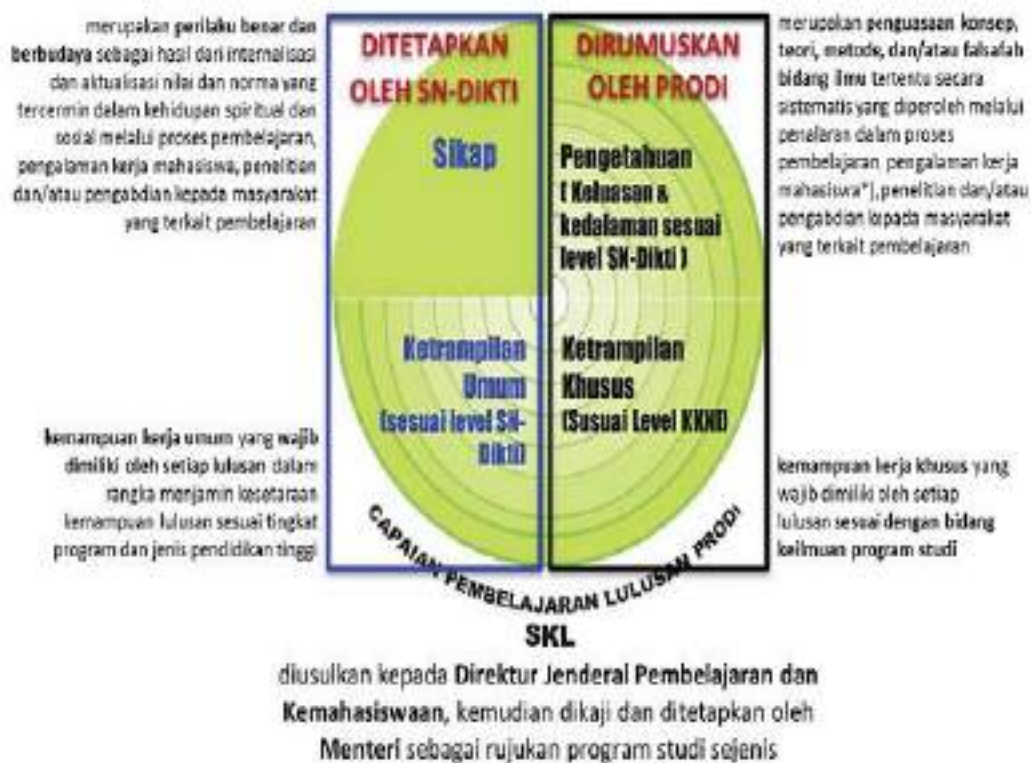 merupakan perilaku benar dan
berbudaya sebagai hasil dari internalisasi
dan aktualisasi nilai dan norma yang
tercermin dalam kehidupan spiritual dan
sosial melalui proses pembelajaran,
pengalaman kerja mahasiswa, penelitian
dan/atau pengabdian kepada masyarakat
yang terkait pembelajaran
DITETAPKAN
OLEH SN-DIKTI
Sikap
DIRUMUSKAN
OLEH PRODI
Pengetahuan
( Keluasan &
kedalaman sesuai
level SN-Dikti )
merupakan penguasaan konsep,
teori, metode, dan/atau falsafah
bidang ilmu tertentu secara
sistematis yang diperoleh melalui
penalaran dalam proses
pembelajaran pengalaman kerja
mahasiswa*), penelitian dan/atau
pengabdian kepada masyarakat
yang terkait pembelajaran
kemampuan kerja umum yang wajib
dimiliki oleh setiap lulusan dalam
rangka menjamin kesetaraan
kemampuan lulusan sesuai tingkat
program dan jenis pendidikan tinggi
Ketrampilan
Umum
(sesuai level SN-
Dikti)
Ketrampilan
Khusus
(Susuai Level KKNI)
kemampuan kerja khusus yang
wajib dimiliki oleh setiap
lulusan sesuai dengan bidang
keilmuan program studi
CAPAIAN PEMBELAJARAN LULUSAN PRODI
SKL
diusulkan kepada Direktur Jenderal Pembelajaran dan
Kemahasiswaan, kemudian dikaji dan ditetapkan oleh
Menteri sebagai rujukan program studi sejenis